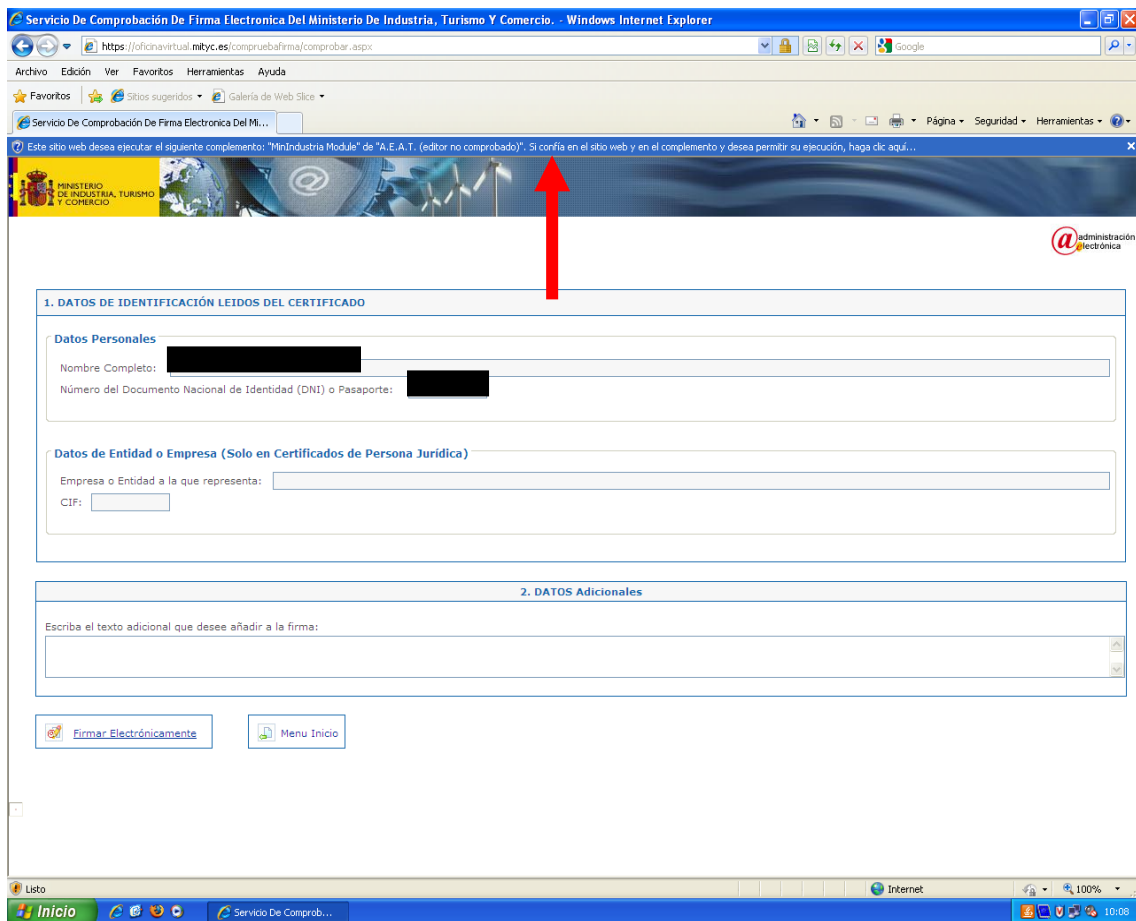 Servicio De Comprobación De Firma Electronica Del Ministerio De Industria, Turismo Y Comercio. - Windows Internet Explorer
https://oficinavirtual.mityc.es/compruebafirma/comprobar.aspx
Google
Archivo Edición Ver Favoritos Herramientas Ayuda
Favoritos Sitios sugeridos Galería de Web Slice
Servicio De Comprobación De Firma Electronica Del Mi... Página Seguridad Herramientas
Este sitio web desea ejecutar el siguiente complemento: "MinIndustria Module" de "A.E.A.T. (editor no comprobado)". Si confía en el sitio web y en el complemento y desea permitir su ejecución, haga clic aquí...
MINISTERIO
DE INDUSTRIA, TURISMO
Y COMERCIO
administración
electrónica
1. DATOS DE IDENTIFICACIÓN LEIDOS DEL CERTIFICADO
Datos Personales
Nombre Completo:
Número del Documento Nacional de Identidad (DNI) o Pasaporte:
Datos de Entidad o Empresa (Solo en Certificados de Persona Jurídica)
Empresa o Entidad a la que representa:
CIF:
2. DATOS Adicionales
Escriba el texto adicional que desee añadir a la firma:
Firmar Electrónicamente Menu Inicio
Listo Internet 100%
Inicio Servicio De Comprob... 10:08